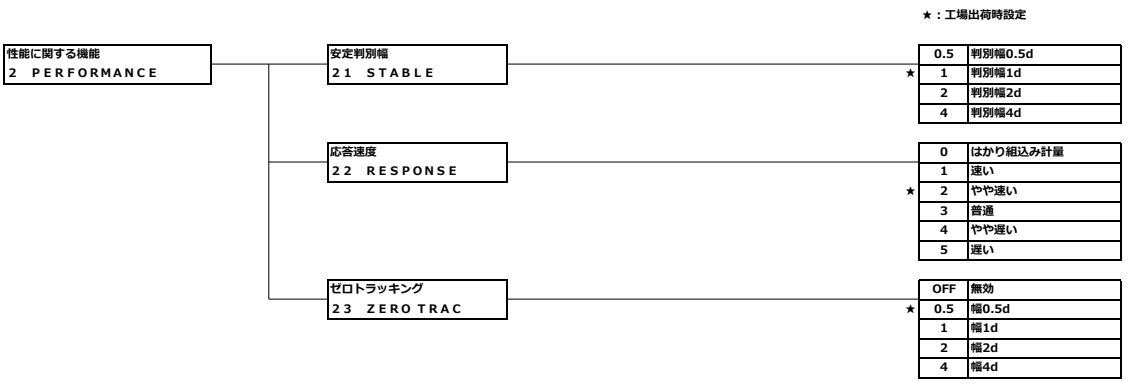 ★：工場出荷時設定
性能に関する機能
2 PERFORMANCE
安定判別幅
21 STABLE
0.5 判別幅0.5d
★ 1 判別幅1d
2 判別幅2d
4 判別幅4d
応答速度
22 RESPONSE
0 はかり組込み計量
1 速い
★ 2 やや速い
3 普通
4 やや遅い
5 遅い
ゼロトラッキング
23 ZERO TRAC
OFF 無効
★ 0.5 幅0.5d
1 幅1d
2 幅2d
4 幅4d